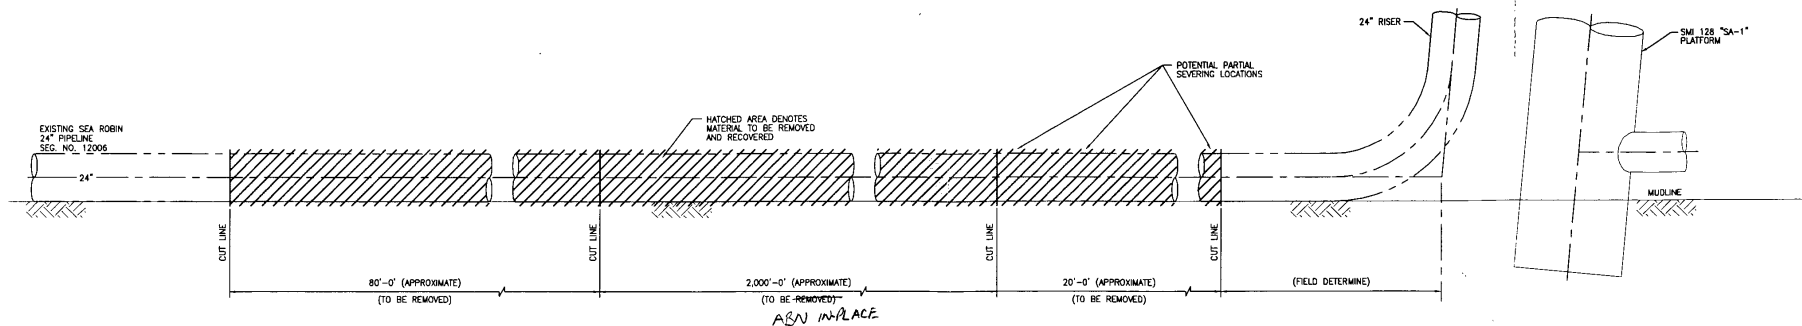 24" RISER
SMI 128 "SA-1"
PLATFORM
POTENTIAL PARTIAL
SEVERING LOCATIONS
HATCHED AREA DENOTES
MATERIAL TO BE REMOVED
AND RECOVERED
EXISTING SEA ROBIN
24" PIPELINE
SEG. NO. 12006
24"
MUDLINE
CUT LINE
CUT LINE
CUT LINE
CUT LINE
80'-0' (APPROXIMATE)
(TO BE REMOVED)
2,000'-0' (APPROXIMATE)
(TO BE REMOVED)
ABN IN-PLACE
20'-0' (APPROXIMATE)
(TO BE REMOVED)
(FIELD DETERMINE)